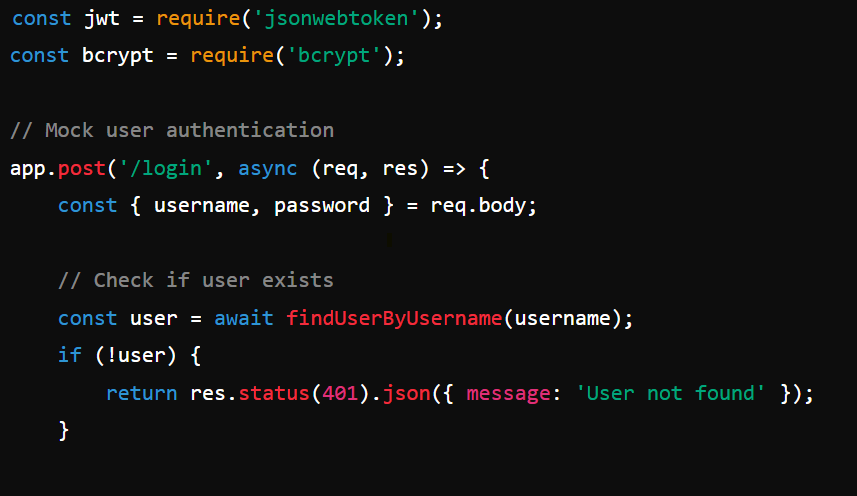 const jwt = require('jsonwebtoken');
const bcrypt = require('bcrypt');
// Mock user authentication
app.post('/login', async (req, res) => {
const { username, password } = req.body;
// Check if user exists
const user = await findUserByUsername(username);
if (!user) {
return res.status(401).json({ message: 'User not found' });
}